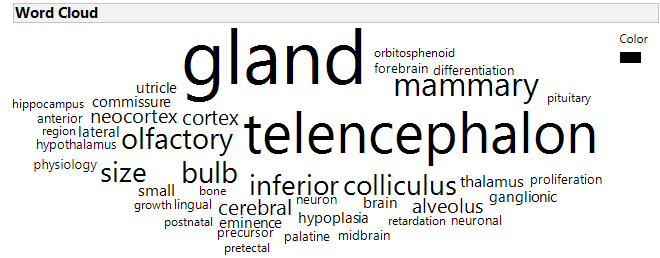 Word Cloud
Color
gland
orbitosphenoid
forebrain differentiation
mammary
pituitary
utricle
hippocampus commissure
anterior neocortex cortex
region lateral olfactory
hypothalamus
telencephalon
physiology size bulb
inferior colliculus thalamus proliferation
small bone
ganglionic
growth lingual cerebral neuron brain alveolus
postnatal eminence hypoplasia retardation neuronal
precursor palatine midbrain
pretectal